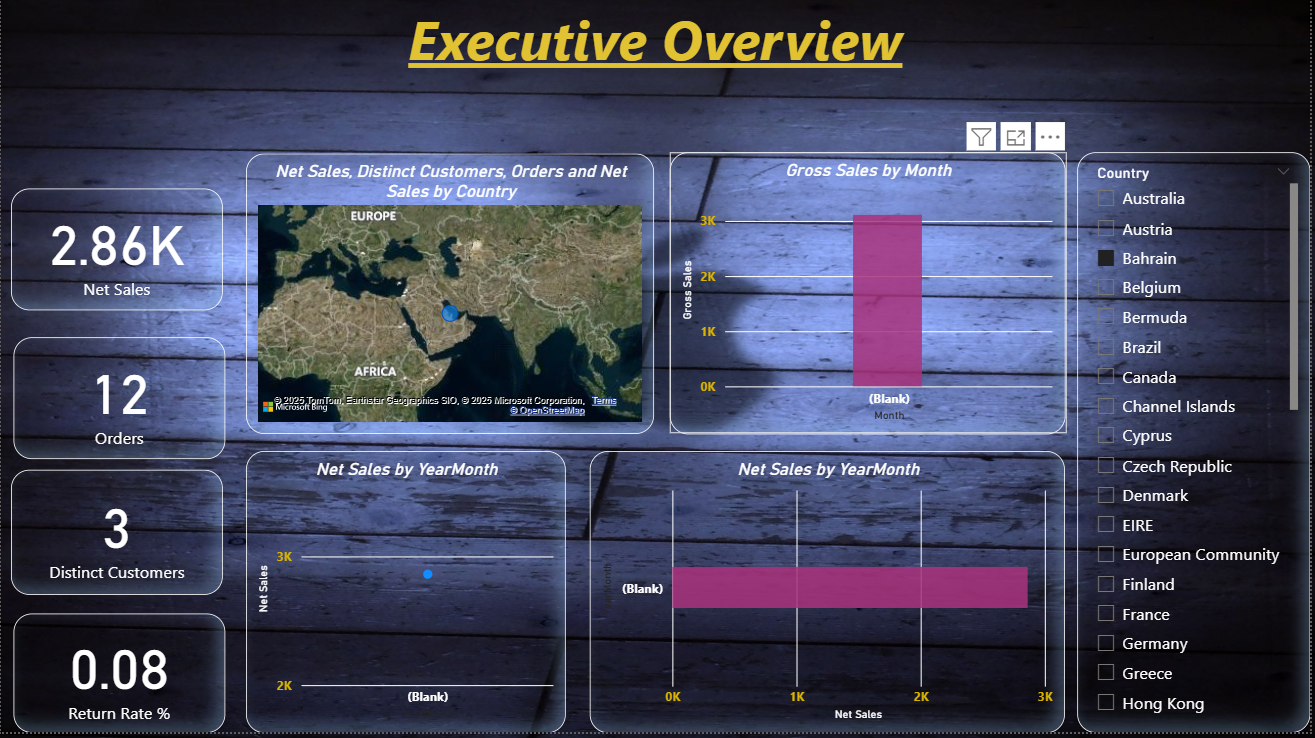 Executive Overview
2.86K
Net Sales
12
Orders
3
Distinct Customers
0.08
Return Rate %
Net Sales, Distinct Customers, Orders and Net
Sales by Country
EUROPE
AFRICA
© 2025 TomTom, Earthstar Geographics SIO, © 2025 Microsoft Corporation, Terms
Microsoft Bing
© OpenStreetMap
Gross Sales by Month
Gross Sales
3K
2K
1K
0K
(Blank)
Month
Net Sales by YearMonth
Net Sales
3K
2K
(Blank)
Net Sales by YearMonth
YearMonth
(Blank)
0K
1K
2K
3K
Net Sales
Country
Australia
Austria
Bahrain
Belgium
Bermuda
Brazil
Canada
Channel Islands
Cyprus
Czech Republic
Denmark
EIRE
European Community
Finland
France
Germany
Greece
Hong Kong